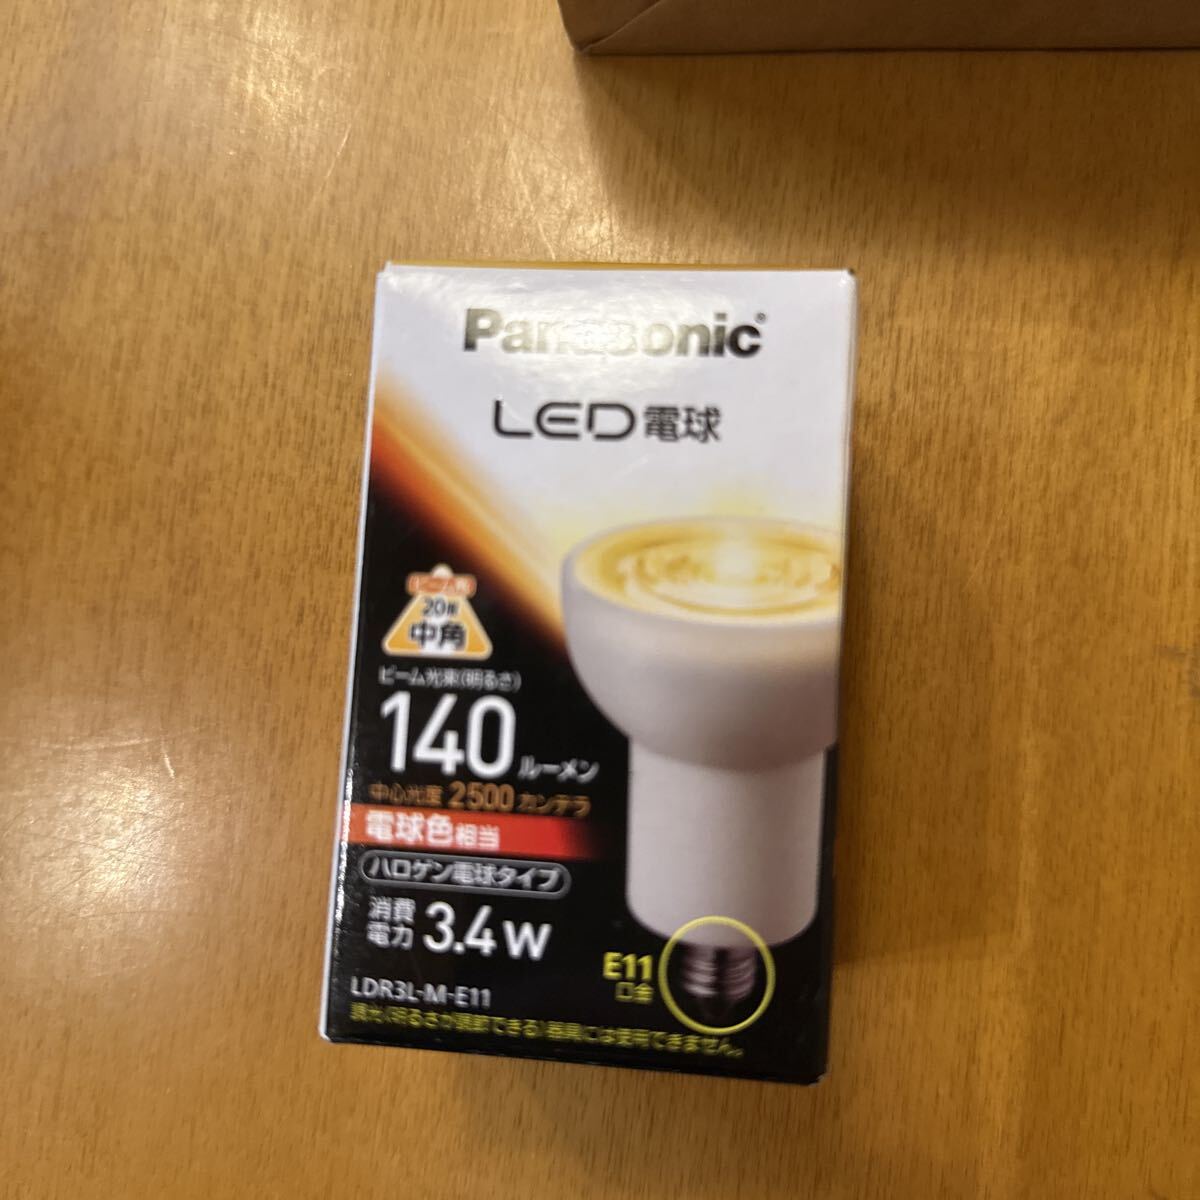 Panasonic®
LED電球
20度
中角
ビーム光束(明るさ)
140 ルーメン
中心光度 2500 カンデラ
電球色相当
ハロゲン電球タイプ
消費電力 3.4W
E11
口金
LDR3L-M-E11
調光(明るさが調節できる)器具には使用できません。